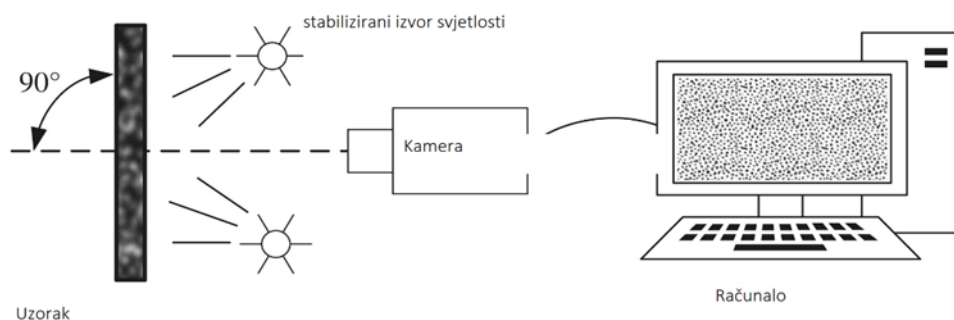 stabilizirani izvor svjetlosti
90°
Kamera
Računalo
Uzorak